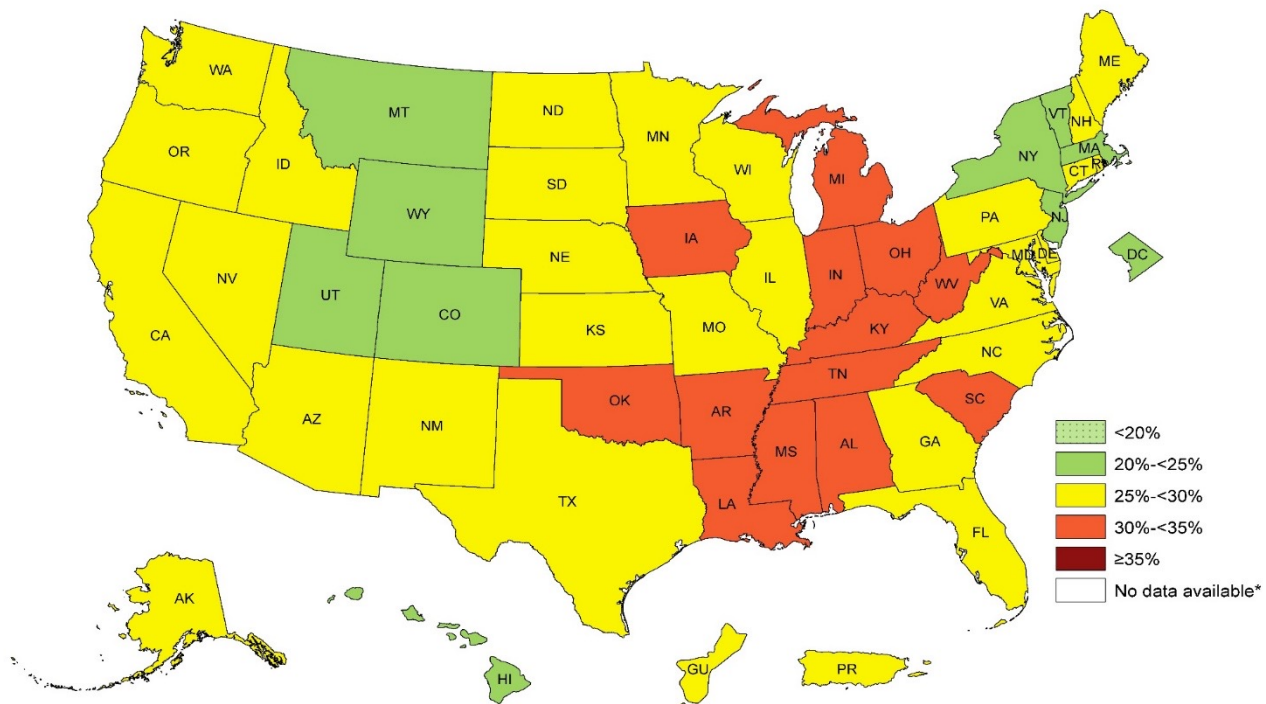 WA
MT
ND
MN
ME
OR
ID
SD
WI
MI
NY
VT
NH
MA
CT
RI
WY
NE
IA
IL
IN
OH
PA
NJ
DC
NV
UT
CO
KS
MO
KY
WV
MD
DE
VA
CA
AZ
NM
OK
AR
TN
NC
SC
TX
LA
MS
AL
GA
FL
AK
HI
GU
PR
<20%
20%-<25%
25%-<30%
30%-<35%
≥35%
No data available*